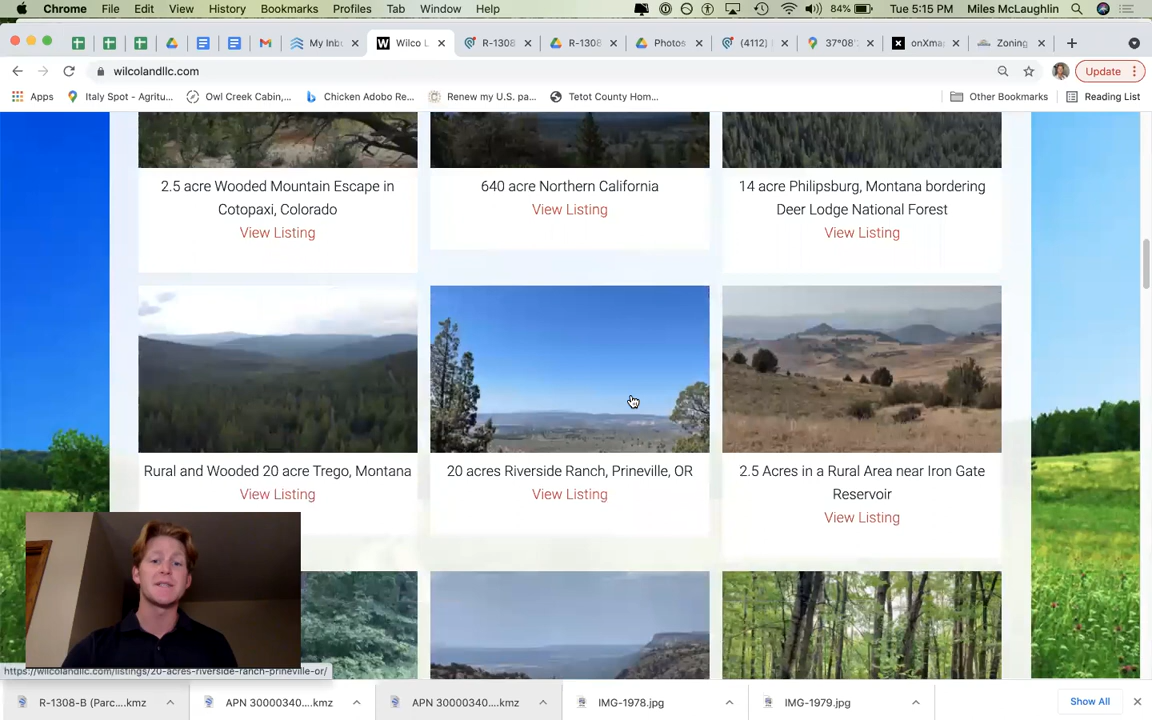 Chrome File Edit View History Bookmarks Profiles Tab Window Help 84% Tue 5:15 PM Miles McLaughlin
My Inb Wilco L R-1308 R-1308 Photos (4112) 37°08' onXma Zoning
wilcolandllc.com Update
Apps Italy Spot - Agritu... Owl Creek Cabin,... Chicken Adobo Re... Renew my U.S. pa... Tetot County Hom... Other Bookmarks Reading List
2.5 acre Wooded Mountain Escape in
Cotopaxi, Colorado
View Listing
640 acre Northern California
View Listing
14 acre Philipsburg, Montana bordering
Deer Lodge National Forest
View Listing
Rural and Wooded 20 acre Trego, Montana
View Listing
20 acres Riverside Ranch, Prineville, OR
View Listing
2.5 Acres in a Rural Area near Iron Gate
Reservoir
View Listing
https://wilcolandllc.com/listings/20-acres-riverside-ranch-prineville-or/
R-1308-B (Parc....kmz APN 30000340....kmz APN 30000340....kmz IMG-1978.jpg IMG-1979.jpg Show All